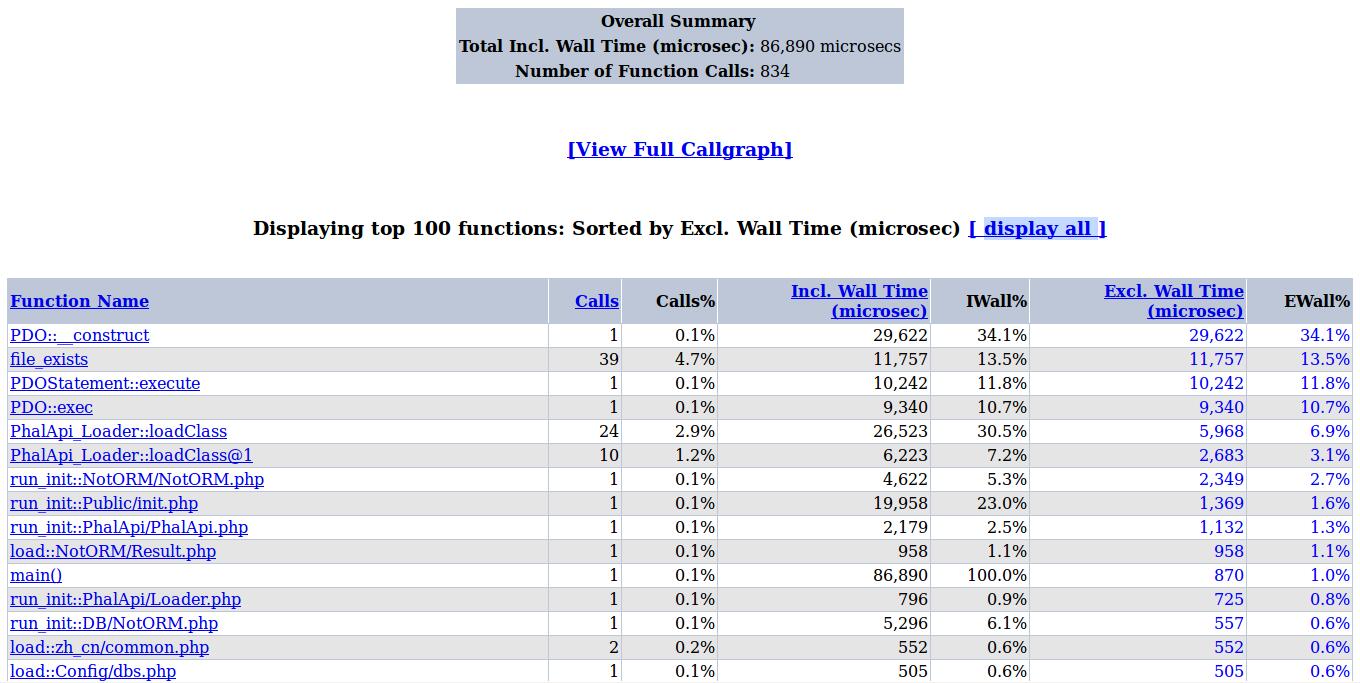 Overall Summary
Total Incl. Wall Time (microsec): 86,890 microsecs
Number of Function Calls: 834
[View Full Callgraph]
Displaying top 100 functions: Sorted by Excl. Wall Time (microsec) [ display all ]
Function Name Calls Calls% Incl. Wall Time (microsec) IWall% Excl. Wall Time (microsec) EWall%
PDO::__construct 1 0.1% 29,622 34.1% 29,622 34.1%
file_exists 39 4.7% 11,757 13.5% 11,757 13.5%
PDOStatement::execute 1 0.1% 10,242 11.8% 10,242 11.8%
PDO::exec 1 0.1% 9,340 10.7% 9,340 10.7%
PhalApi_Loader::loadClass 24 2.9% 26,523 30.5% 5,968 6.9%
PhalApi_Loader::loadClass@1 10 1.2% 6,223 7.2% 2,683 3.1%
run_init::NotORM/NotORM.php 1 0.1% 4,622 5.3% 2,349 2.7%
run_init::Public/init.php 1 0.1% 19,958 23.0% 1,369 1.6%
run_init::PhalApi/PhalApi.php 1 0.1% 2,179 2.5% 1,132 1.3%
load::NotORM/Result.php 1 0.1% 958 1.1% 958 1.1%
main() 1 0.1% 86,890 100.0% 870 1.0%
run_init::PhalApi/Loader.php 1 0.1% 796 0.9% 725 0.8%
run_init::DB/NotORM.php 1 0.1% 5,296 6.1% 557 0.6%
load::zh_cn/common.php 2 0.2% 552 0.6% 552 0.6%
load::Config/dbs.php 1 0.1% 505 0.6% 505 0.6%